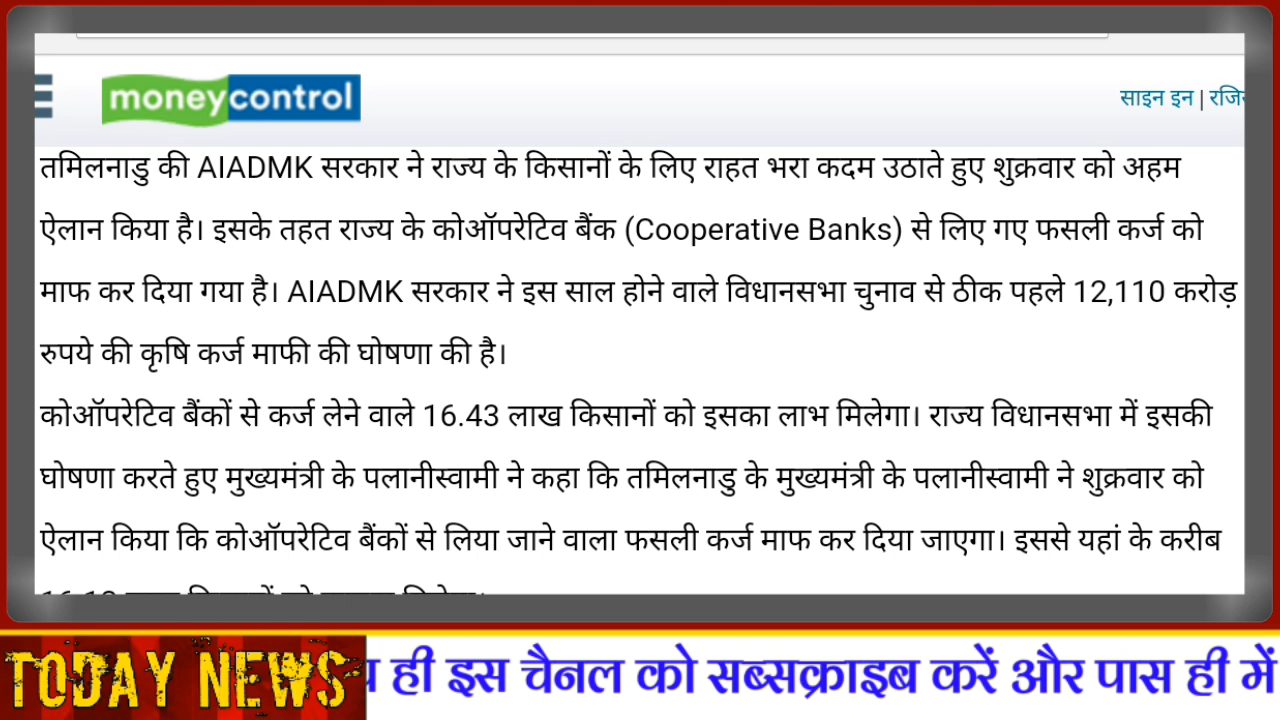 moneycontrol
साइन इन | रजि
तमिलनाडु की AIADMK सरकार ने राज्य के किसानों के लिए राहत भरा कदम उठाते हुए शुक्रवार को अहम
ऐलान किया है। इसके तहत राज्य के कोऑपरेटिव बैंक (Cooperative Banks) से लिए गए फसली कर्ज को
माफ कर दिया गया है। AIADMK सरकार ने इस साल होने वाले विधानसभा चुनाव से ठीक पहले 12,110 करोड़
रुपये की कृषि कर्ज माफी की घोषणा की है।
कोऑपरेटिव बैंकों से कर्ज लेने वाले 16.43 लाख किसानों को इसका लाभ मिलेगा। राज्य विधानसभा में इसकी
घोषणा करते हुए मुख्यमंत्री के पलानीस्वामी ने कहा कि तमिलनाडु के मुख्यमंत्री के पलानीस्वामी ने शुक्रवार को
ऐलान किया कि कोऑपरेटिव बैंकों से लिया जाने वाला फसली कर्ज माफ कर दिया जाएगा। इससे यहां के करीब
TODAY NEWS ही इस चैनल को सब्सक्राइब करें और पास ही में